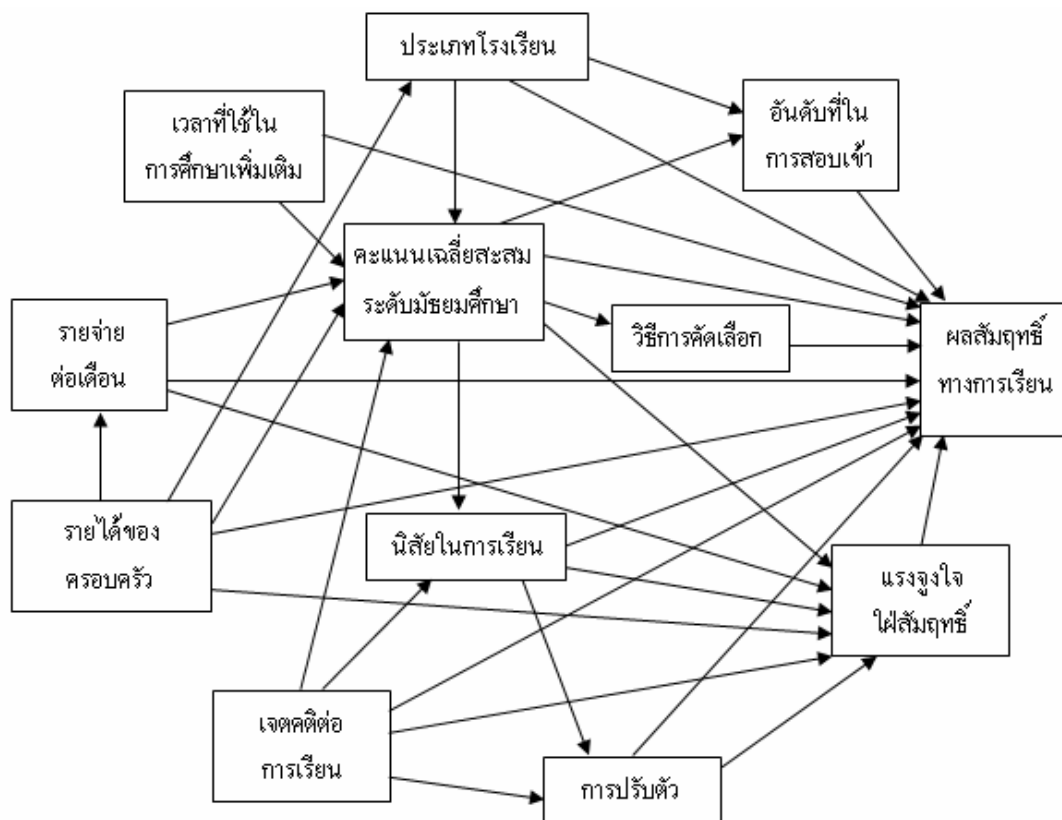 ประเภทโรงเรียน
เวลาที่ใช้ใน
การศึกษาเพิ่มเติม
อันดับที่ใน
การสอบเข้า
คะแนนเฉลี่ยสะสม
ระดับมัธยมศึกษา
รายจ่าย
ต่อเดือน
วิธีการคัดเลือก
ผลสัมฤทธิ์
ทางการเรียน
รายได้ของ
ครอบครัว
นิสัยในการเรียน
แรงจูงใจ
ใฝ่สัมฤทธิ์
เจตคติต่อ
การเรียน
การปรับตัว